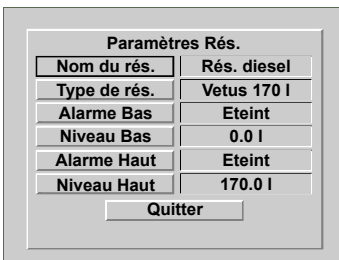 Paramètres Rés.
Nom du rés. Rés. diesel
Type de rés. Vetus 170 l
Alarme Bas Eteint
Niveau Bas 0.0 l
Alarme Haut Eteint
Niveau Haut 170.0 l
Quitter